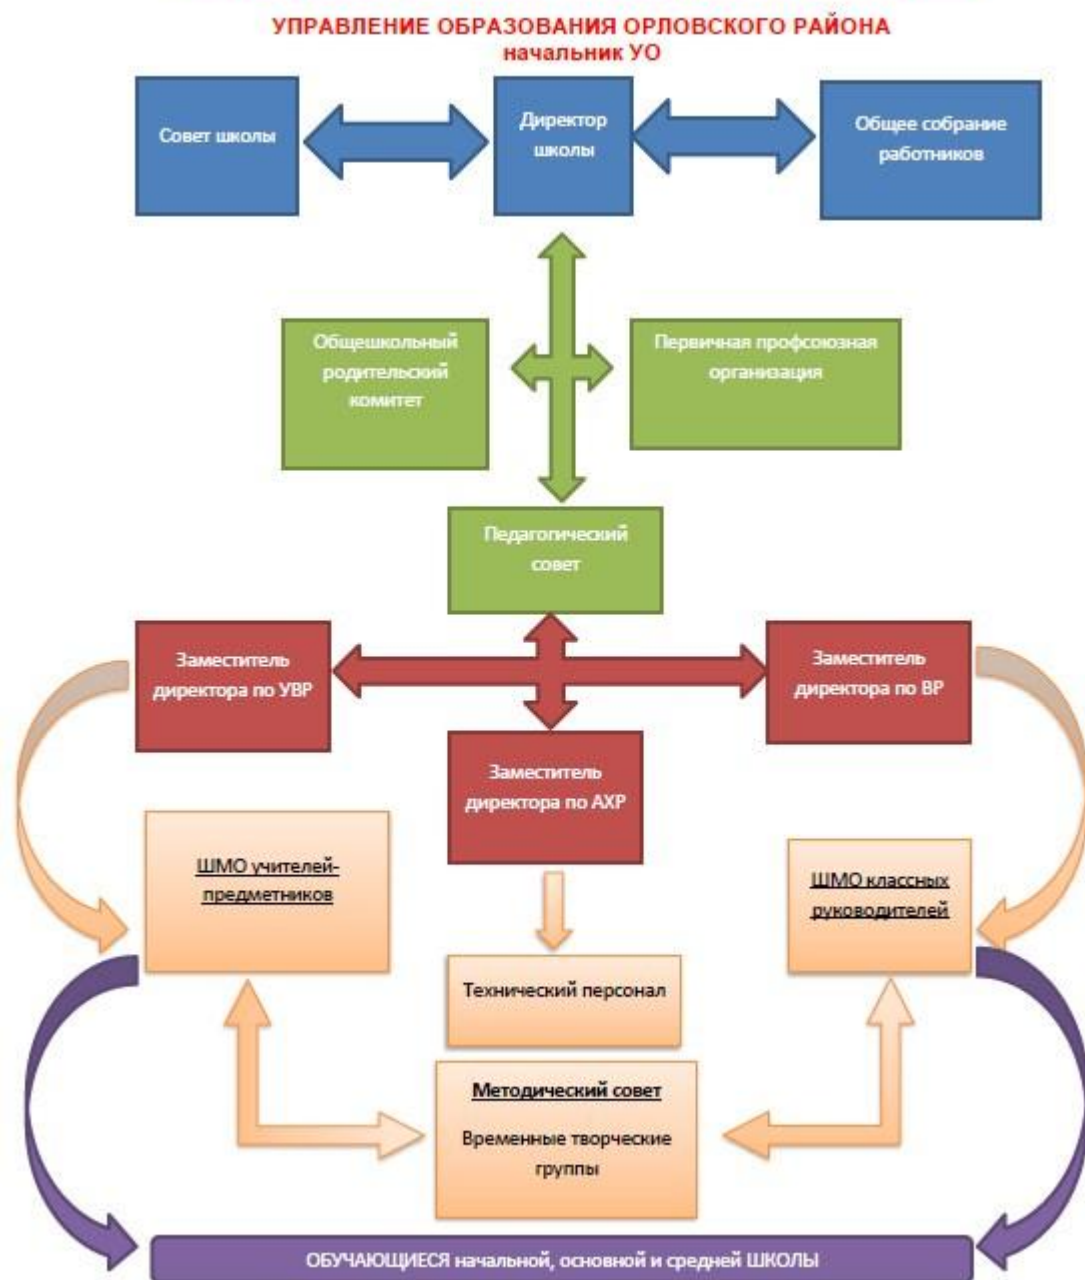 УПРАВЛЕНИЕ ОБРАЗОВАНИЯ ОРЛОВСКОГО РАЙОНА
начальник УО
Совет школы
Директор
школы
Общее собрание
работников
Общешкольный
родительский
комитет
Первичная профсоюзная
организация
Педагогический
совет
Заместитель
директора по УВР
Заместитель
директора по ВР
Заместитель
директора по АХР
ШМО учителей-
предметников
ШМО классных
руководителей
Технический персонал
Методический совет
Временные творческие
группы
ОБУЧАЮЩИЕСЯ начальной, основной и средней ШКОЛЫ